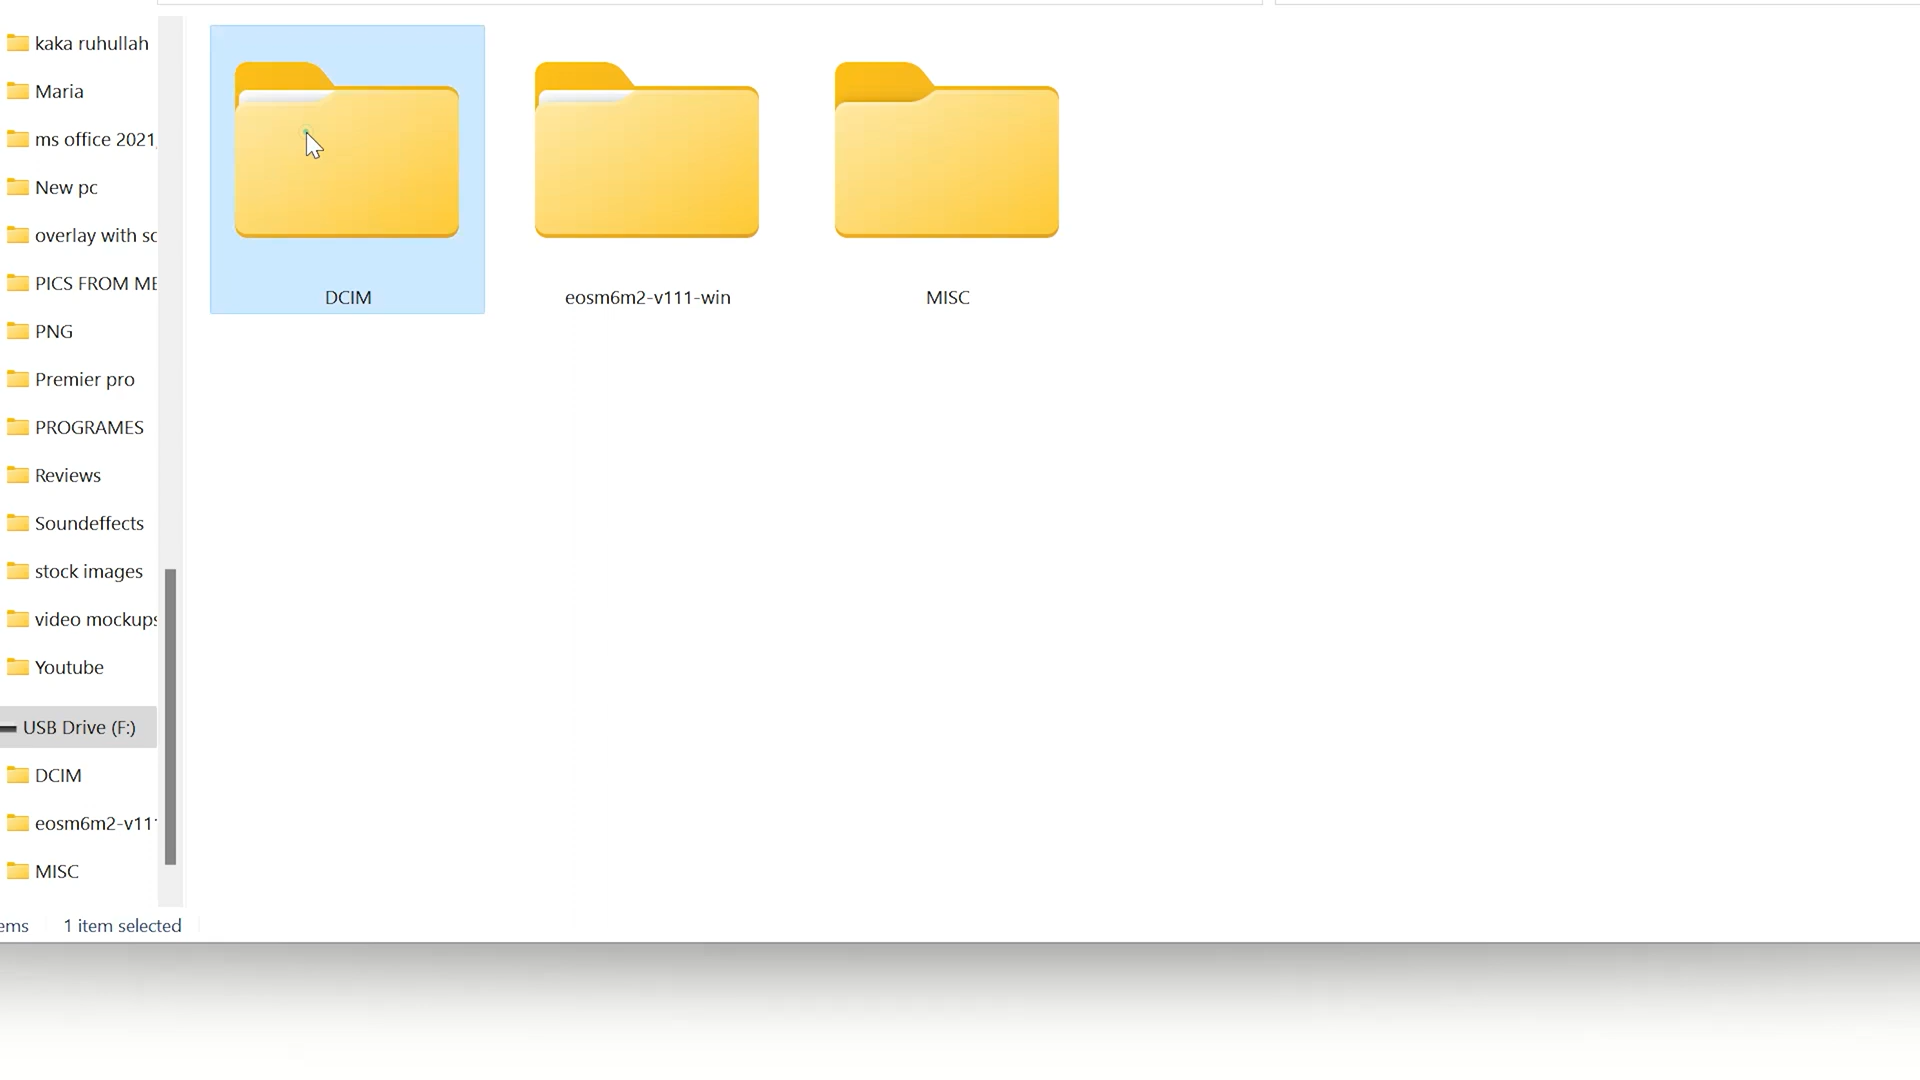 kaka ruhullah
Maria
ms office 2021,
New pc
overlay with sc
PICS FROM ME
PNG
Premier pro
PROGRAMES
Reviews
Soundeffects
stock images
video mockups
Youtube
USB Drive (F:)
DCIM
eosm6m2-v111
MISC
ems 1 item selected
DCIM
eosm6m2-v111-win
MISC